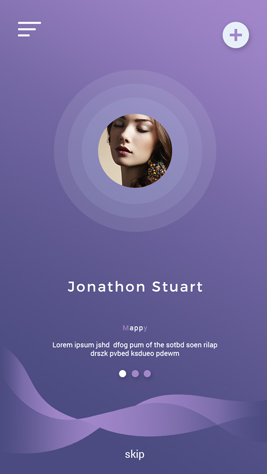 Jonathon Stuart
Mappy
Lorem ipsum jshd dfog pum of the sotbd soen rilap
drszk pvbed ksdueo pdewm
skip